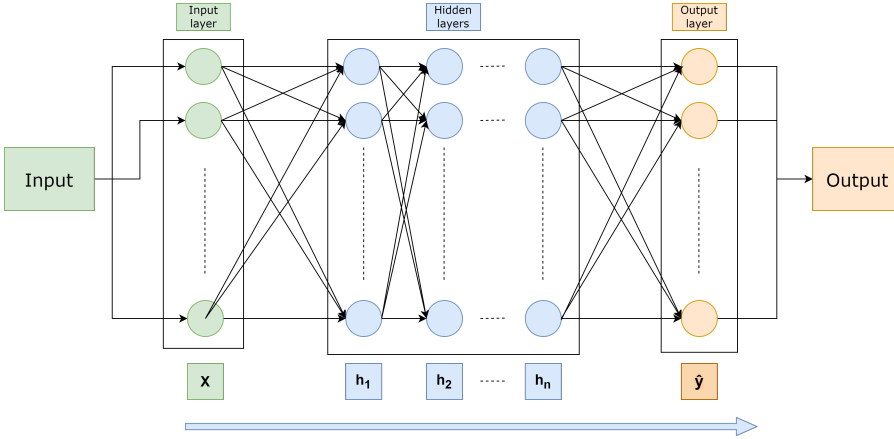 Input
layer
Hidden
layers
Output
layer
Input
Output
X
h1
h2
hn
ŷ